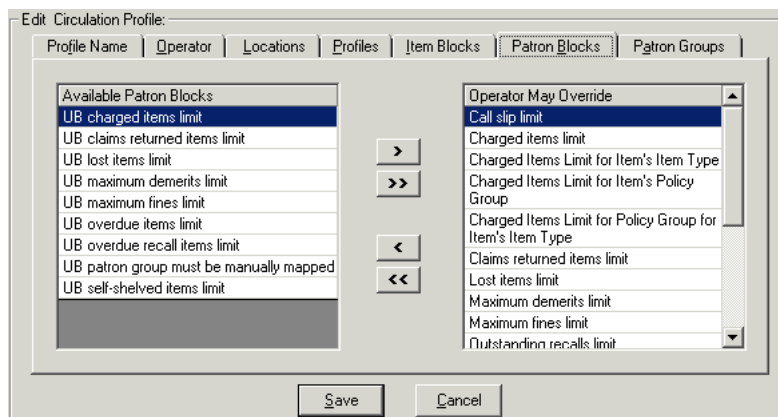 Edit Circulation Profile:
Profile Name
Operator
Locations
Profiles
Item Blocks
Patron Blocks
Patron Groups
Available Patron Blocks
UB charged items limit
UB claims returned items limit
UB lost items limit
UB maximum demerits limit
UB maximum fines limit
UB overdue items limit
UB overdue recall items limit
UB patron group must be manually mapped
UB self-shelved items limit
>
>>
<
<<
Operator May Override
Call slip limit
Charged items limit
Charged Items Limit for Item's Item Type
Charged Items Limit for Item's Policy
Group
Charged Items Limit for Policy Group for
Item's Item Type
Claims returned items limit
Lost items limit
Maximum demerits limit
Maximum fines limit
Outstanding recalls limit
Save
Cancel